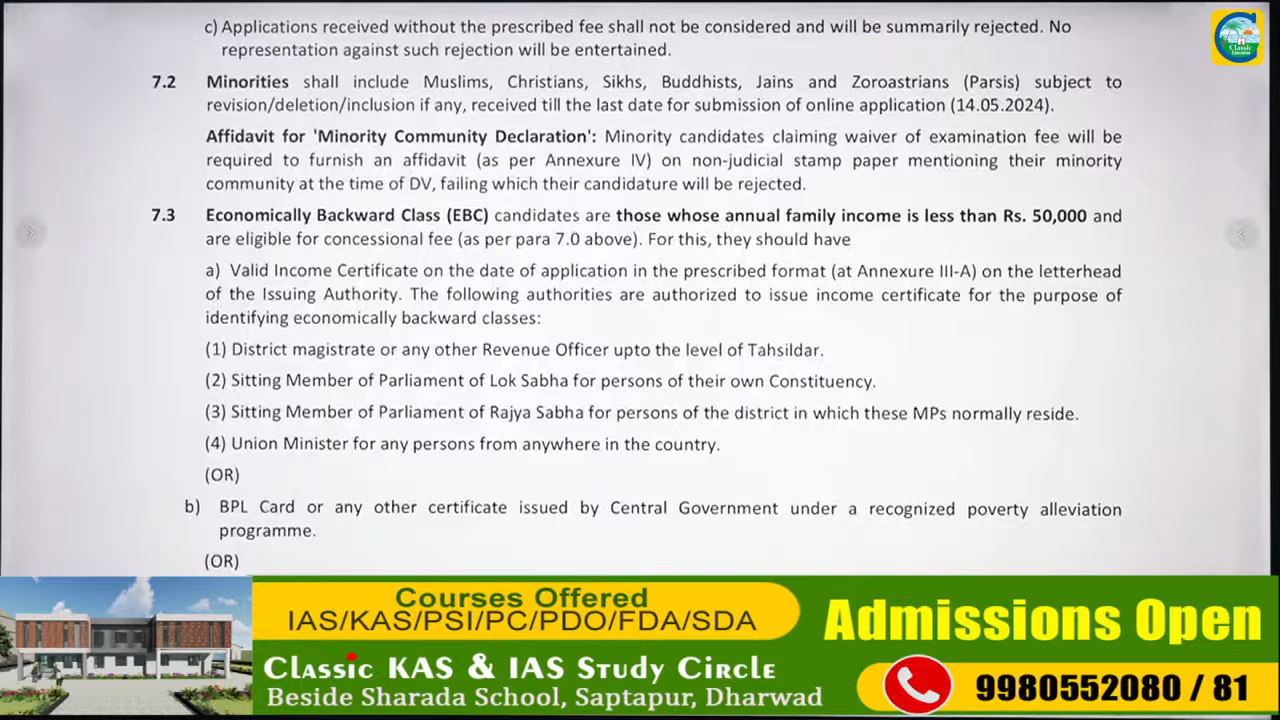 c) Applications received without the prescribed fee shall not be considered and will be summarily rejected. No
representation against such rejection will be entertained.
7.2 Minorities shall include Muslims, Christians, Sikhs, Buddhists, Jains and Zoroastrians (Parsis) subject to
revision/deletion/inclusion if any, received till the last date for submission of online application (14.05.2024).
Affidavit for 'Minority Community Declaration': Minority candidates claiming waiver of examination fee will be
required to furnish an affidavit (as per Annexure IV) on non-judicial stamp paper mentioning their minority
community at the time of DV, failing which their candidature will be rejected.
7.3 Economically Backward Class (EBC) candidates are those whose annual family income is less than Rs. 50,000 and
are eligible for concessional fee (as per para 7.0 above). For this, they should have
a) Valid Income Certificate on the date of application in the prescribed format (at Annexure III-A) on the letterhead
of the Issuing Authority. The following authorities are authorized to issue income certificate for the purpose of
identifying economically backward classes:
(1) District magistrate or any other Revenue Officer upto the level of Tahsildar.
(2) Sitting Member of Parliament of Lok Sabha for persons of their own Constituency.
(3) Sitting Member of Parliament of Rajya Sabha for persons of the district in which these MPs normally reside.
(4) Union Minister for any persons from anywhere in the country.
(OR)
b) BPL Card or any other certificate issued by Central Government under a recognized poverty alleviation
programme.
(OR)
Classic
Education
Courses Offered
IAS/KAS/PSI/PC/PDO/FDA/SDA
Classic KAS & IAS Study Circle
Beside Sharada School, Saptapur, Dharwad
Admissions Open
9980552080 / 81